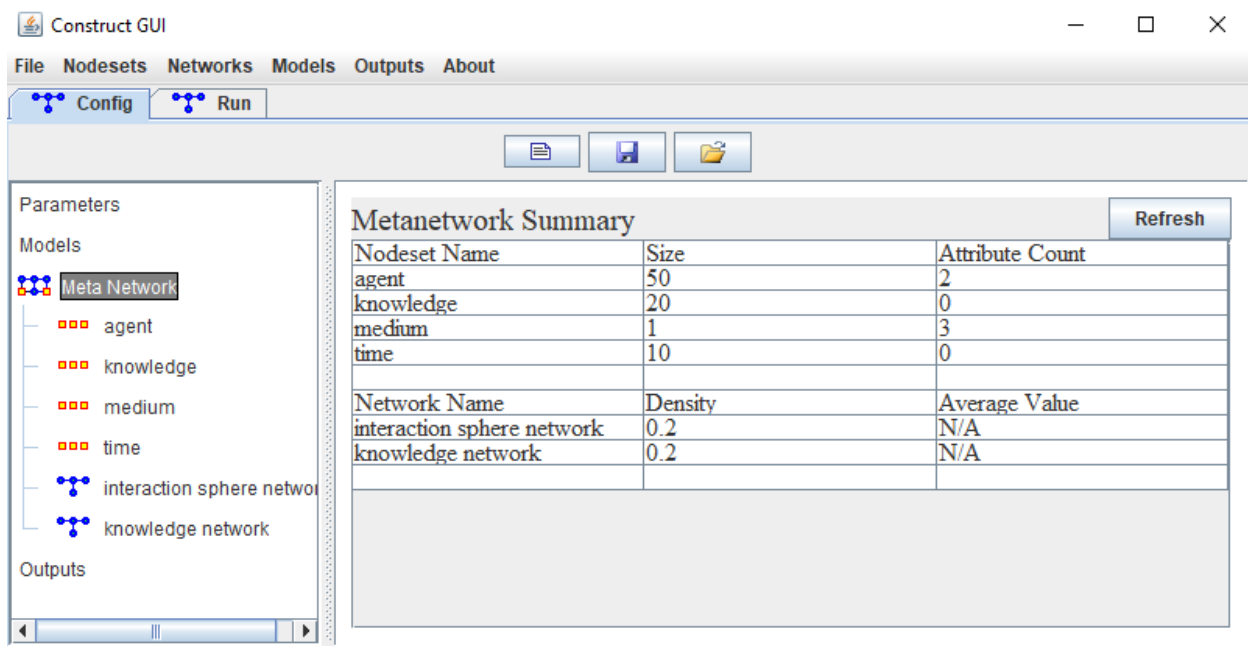 Construct GUI
File Nodesets Networks Models Outputs About
Config Run
Parameters
Models
Meta Network
agent
knowledge
medium
time
interaction sphere networ
knowledge network
Outputs
Metanetwork Summary
Refresh
Nodeset Name Size Attribute Count
agent 50 2
knowledge 20 0
medium 1 3
time 10 0
Network Name Density Average Value
interaction sphere network 0.2 N/A
knowledge network 0.2 N/A